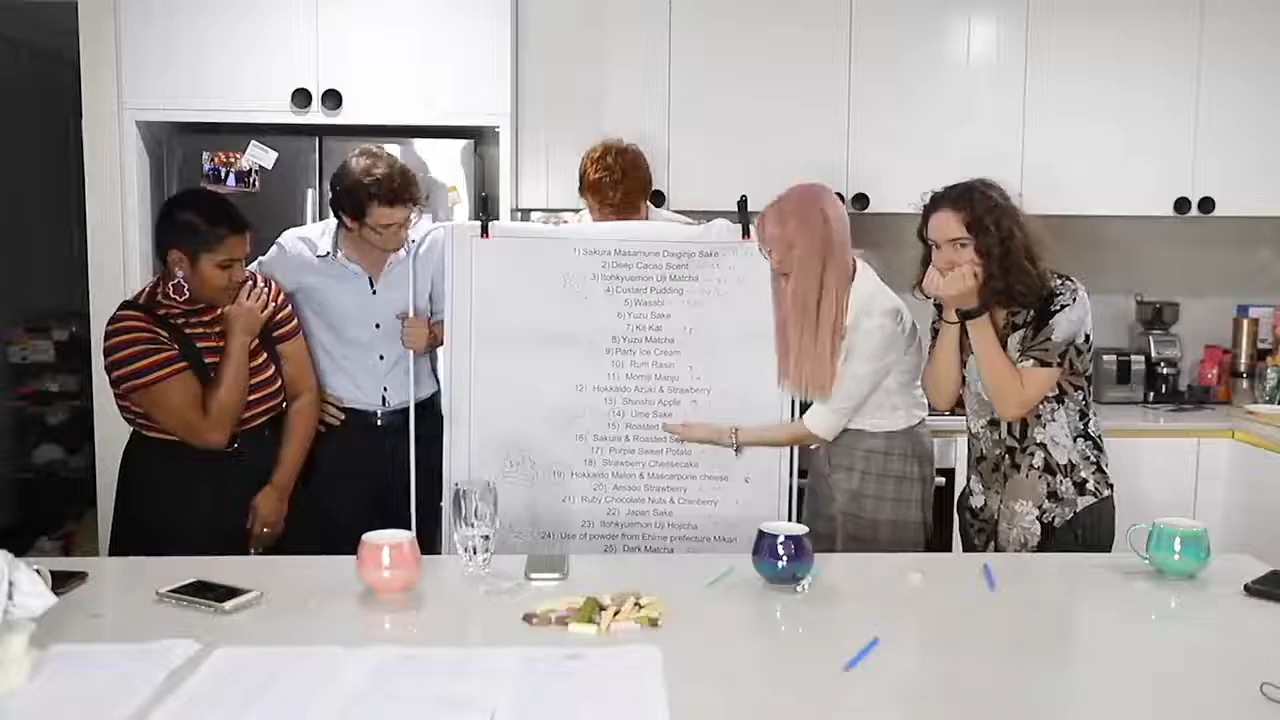 1) Sakura Masamune Daiginjo Sake
2) Deep Cacao Scent
3) Itohkyuemon Uji Matcha
4) Custard Pudding
5) Wasabi
6) Yuzu Sake
7) Kit Kat
8) Yuzu Matcha
9) Party Ice Cream
10) Rum Rasin
11) Momiji Manju
12) Hokkaido Azuki & Strawberry
13) Shinshu Apple
(14) Ume Sake
15) Roasted
16) Sakura & Roasted
17) Purple Sweet Potato
18) Strawberry Cheesecake
19) Hokkaido Melon & Mascarpone cheese
20) Amaou Strawberry
21) Ruby Chocolate Nuts & Cranberry
22) Japan Sake
23) Itohkyuemon Uji Hojicha
24) Use of powder from Ehime prefecture Mikan
25) Dark Matcha